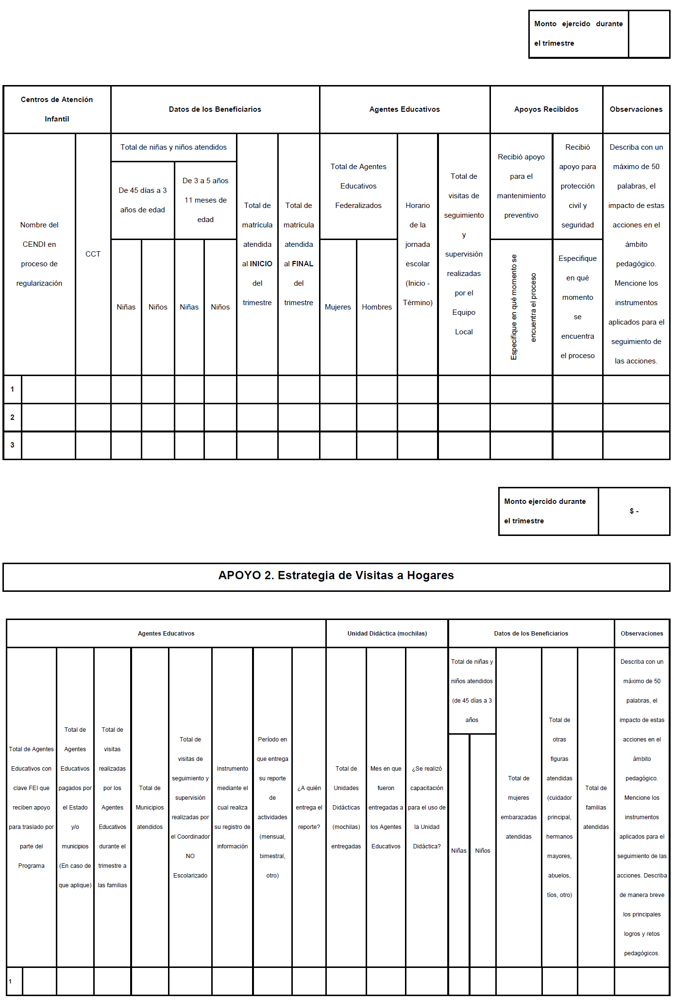 Monto ejercido durante
el trimestre
Centros de Atención
Infantil
Datos de los Beneficiarios
Agentes Educativos
Apoyos Recibidos
Observaciones
Nombre del
CENDI en
proceso de
regularización
CCT
Total de niñas y niños atendidos
De 45 días a 3
años de edad
De 3 a 5 años
11 meses de
edad
Niñas
Niños
Niñas
Niños
Total de
matrícula
atendida
al INICIO
del
trimestre
Total de
matrícula
atendida
al FINAL
del
trimestre
Total de Agentes
Educativos
Federalizados
Mujeres
Hombres
Horario
de la
jornada
escolar
(Inicio -
Término)
Total de
visitas de
seguimiento
y
supervisión
realizadas
por el
Equipo
Local
Recibió apoyo
para el
mantenimiento
preventivo
Especifique en qué momento se
encuentra el proceso
Recibió
apoyo para
protección
civil y
seguridad
Especifique
en qué
momento
se
encuentra
el proceso
Describa con un
máximo de 50
palabras, el
impacto de estas
acciones en el
ámbito
pedagógico.
Mencione los
instrumentos
aplicados para el
seguimiento de
las acciones.
1
2
3
Monto ejercido durante
el trimestre
$ -
APOYO 2. Estrategia de Visitas a Hogares
Agentes Educativos
Unidad Didáctica (mochilas)
Datos de los Beneficiarios
Observaciones
Total de Agentes
Educativos con
clave FEI que
reciben apoyo
para traslado por
parte del
Programa
Total de
Agentes
Educativos
pagados por
el Estado
y/o
municipios
(En caso de
que aplique)
Total de
visitas
realizadas
por los
Agentes
Educativos
durante el
trimestre a
las familias
Total de
Municipios
atendidos
Total de
visitas de
seguimiento y
supervisión
realizadas por
el Coordinador
NO
Escolarizado
Instrumento
mediante el
cual realiza
su registro de
información
Período en
que entrega
su reporte
de
actividades
(mensual,
bimestral,
otro)
¿A quién
entrega el
reporte?
Total de
Unidades
Didácticas
(mochilas)
entregadas
Mes en que
fueron
entregadas a
los Agentes
Educativos
¿Se realizó
capacitación
para el uso de
la Unidad
Didáctica?
Total de niñas y
niños atendidos
(de 45 días a 3
años
Niñas
Niños
Total de
mujeres
embarazadas
atendidas
Total de
otras
figuras
atendidas
(cuidador
principal,
hermanos
mayores,
abuelos,
tíos, otro)
Total de
familias
atendidas
Describa con un
máximo de 50
palabras, el
impacto de estas
acciones en el
ámbito
pedagógico.
Mencione los
instrumentos
aplicados para el
seguimiento de las
acciones. Describa
de manera breve
los principales
logros y retos
pedagógicos.
1